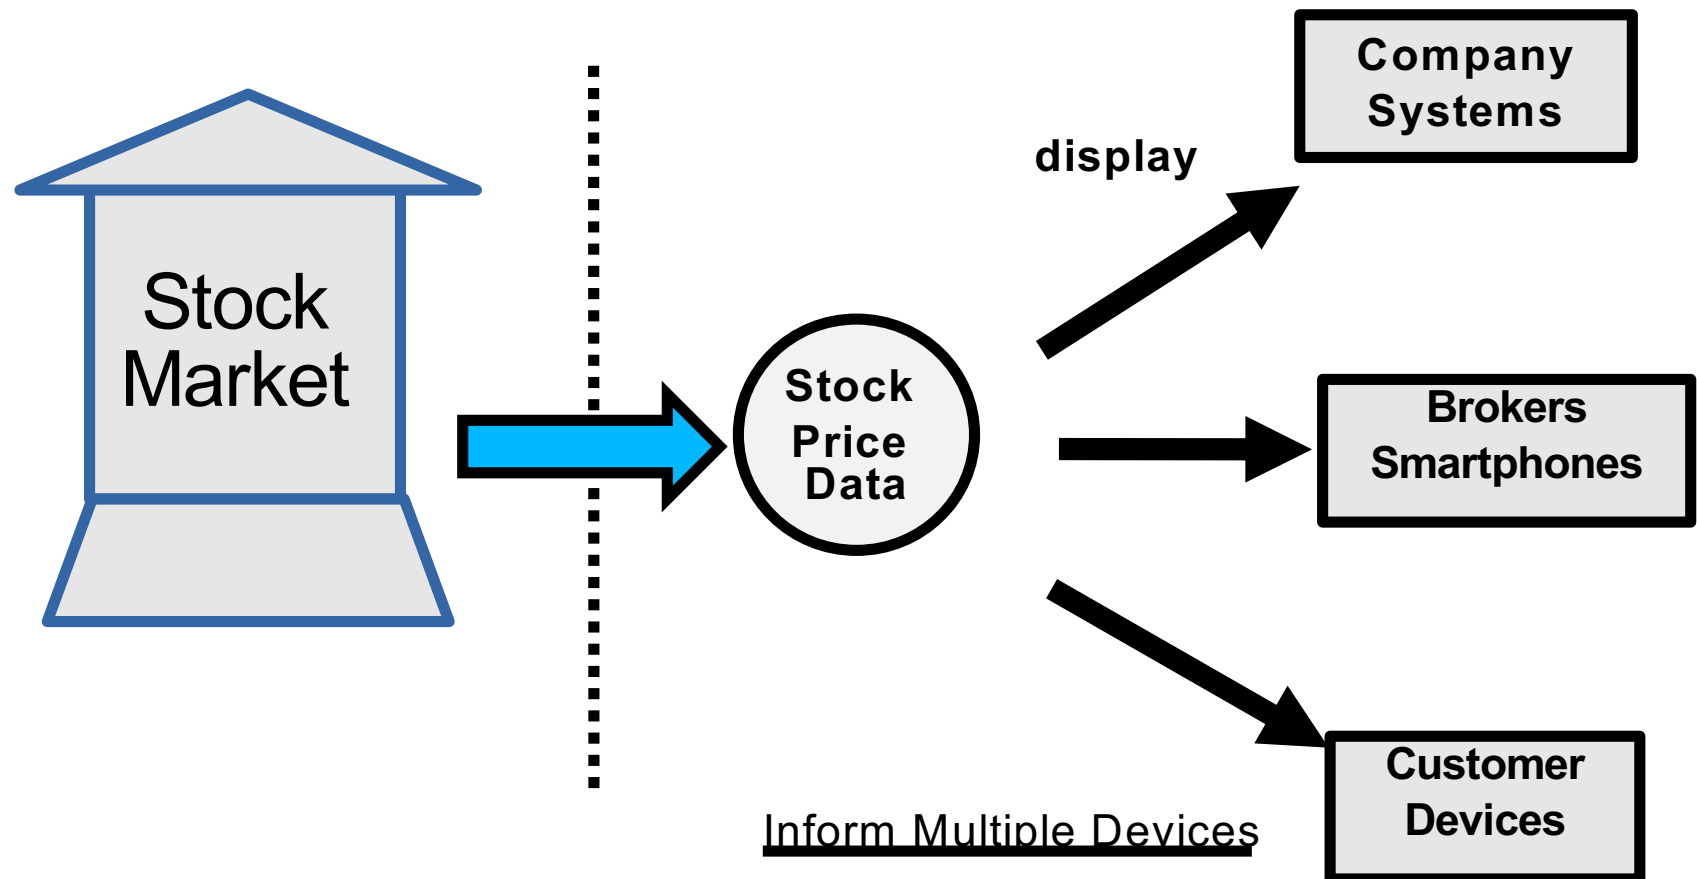 Stock
Market
display
Company
Systems
Stock
Price
Data
Brokers
Smartphones
Customer
Devices
Inform Multiple Devices